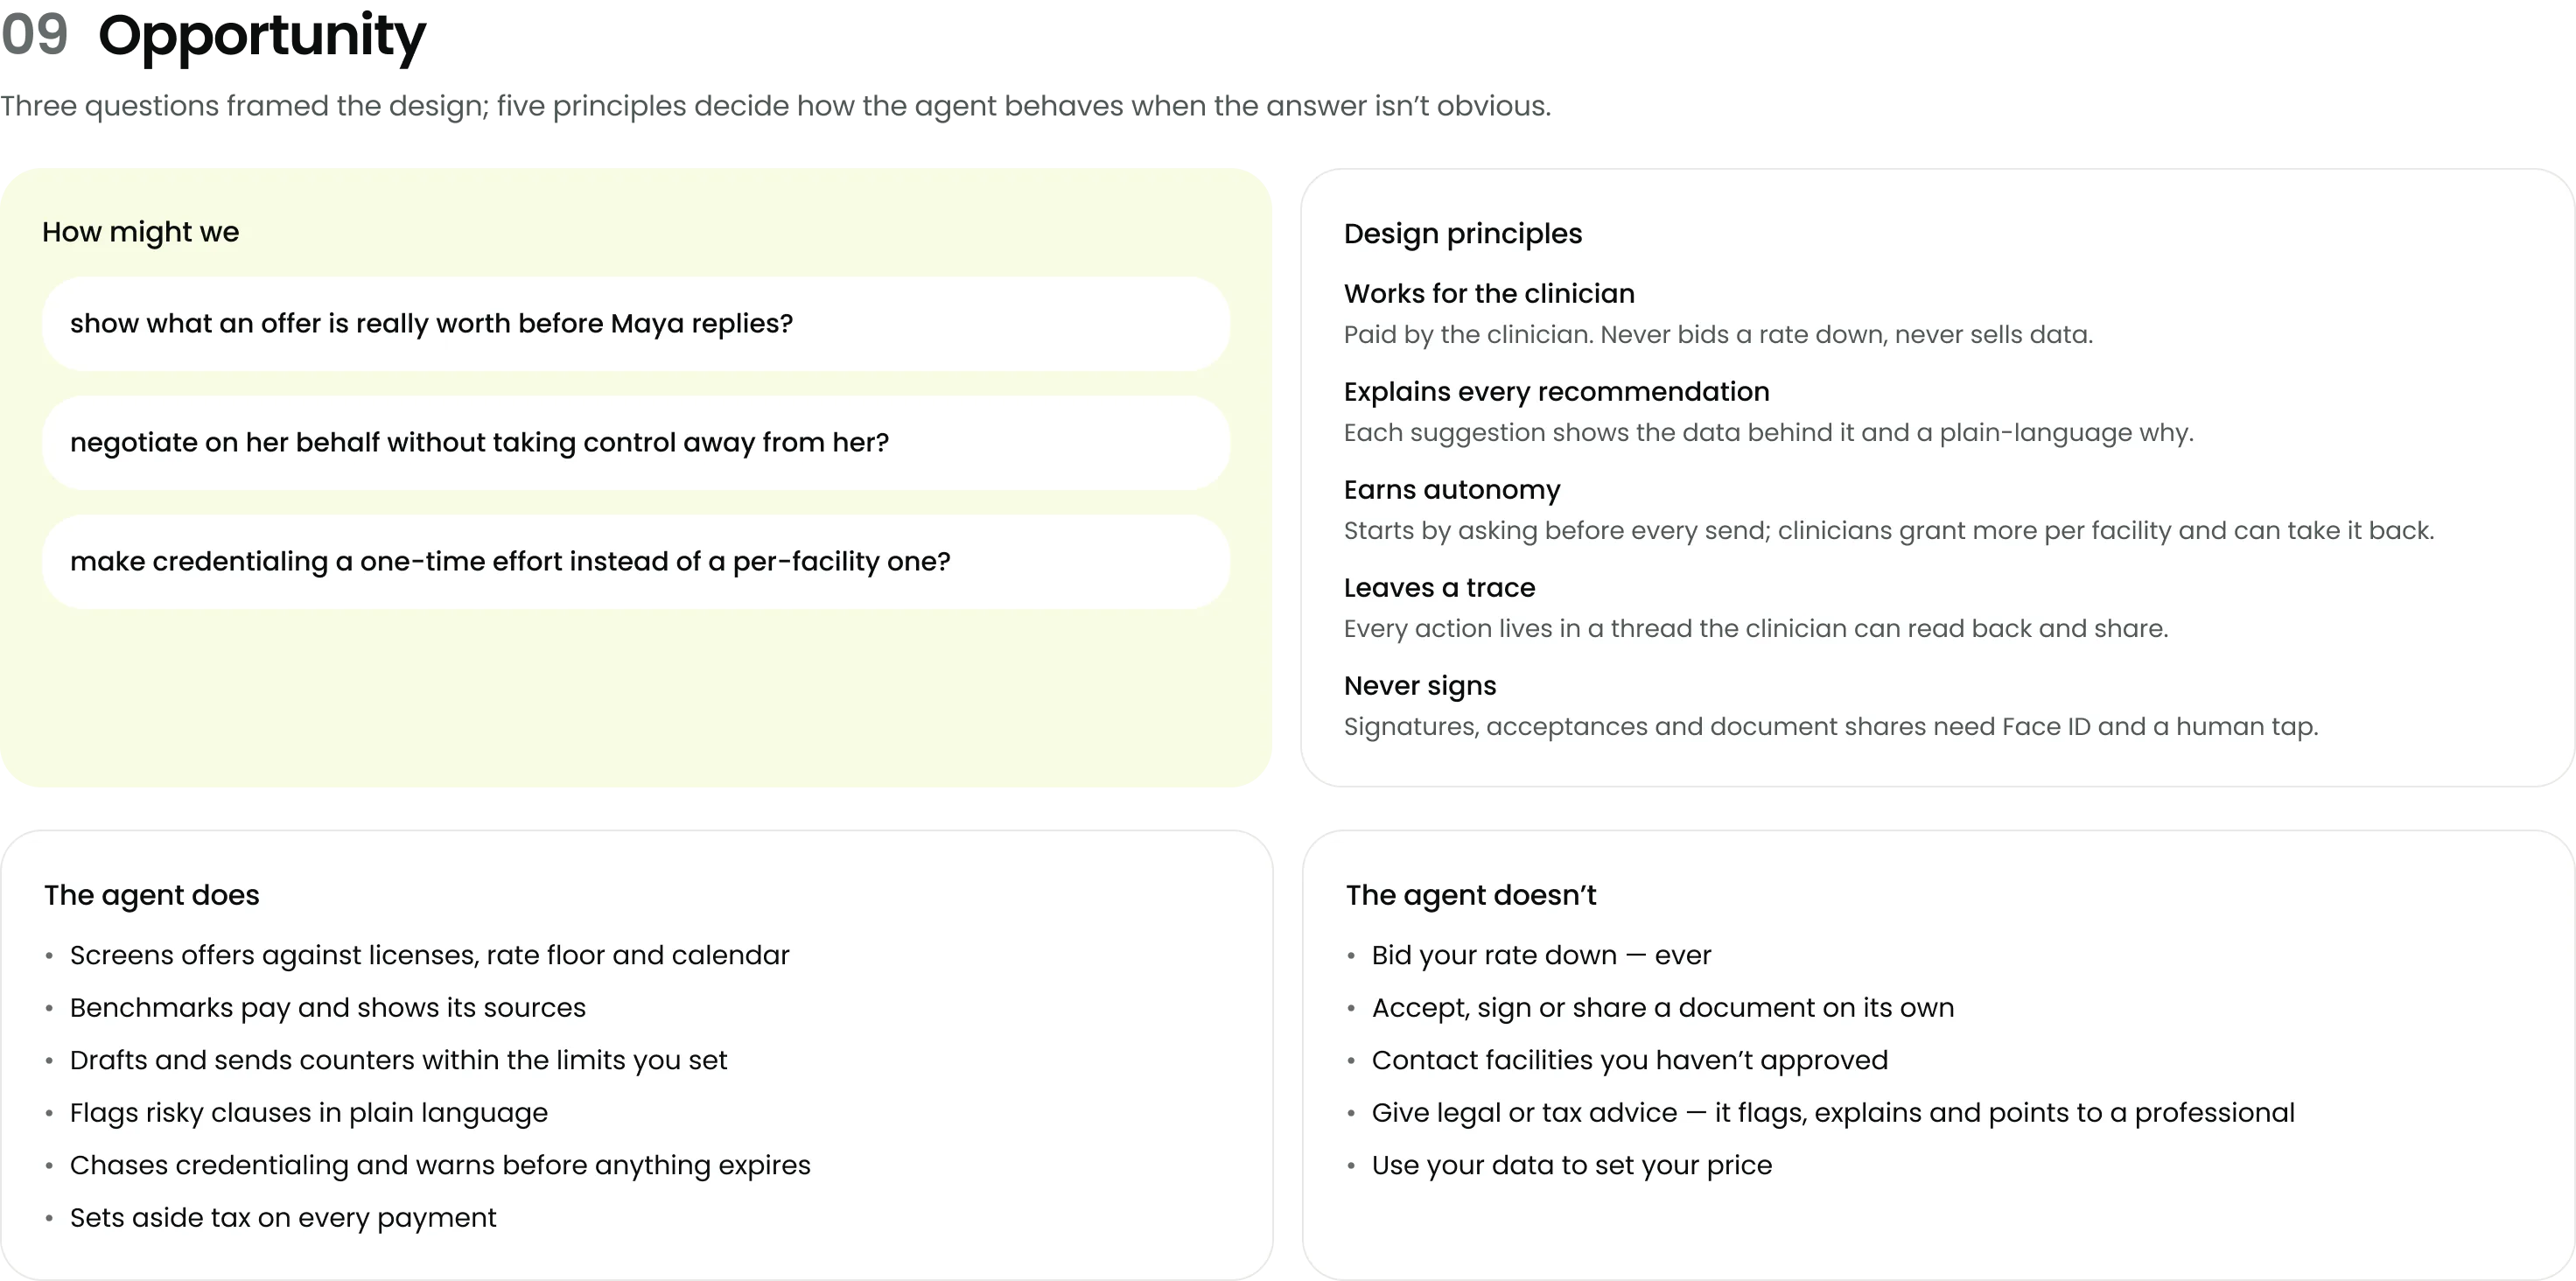 09 Opportunity
Three questions framed the design; five principles decide how the agent behaves when the answer isn’t obvious.
How might we
show what an offer is really worth before Maya replies?
negotiate on her behalf without taking control away from her?
make credentialing a one-time effort instead of a per-facility one?
Design principles
Works for the clinician
Paid by the clinician. Never bids a rate down, never sells data.
Explains every recommendation
Each suggestion shows the data behind it and a plain-language why.
Earns autonomy
Starts by asking before every send; clinicians grant more per facility and can take it back.
Leaves a trace
Every action lives in a thread the clinician can read back and share.
Never signs
Signatures, acceptances and document shares need Face ID and a human tap.
The agent does
• Screens offers against licenses, rate floor and calendar
• Benchmarks pay and shows its sources
• Drafts and sends counters within the limits you set
• Flags risky clauses in plain language
• Chases credentialing and warns before anything expires
• Sets aside tax on every payment
The agent doesn’t
• Bid your rate down — ever
• Accept, sign or share a document on its own
• Contact facilities you haven’t approved
• Give legal or tax advice — it flags, explains and points to a professional
• Use your data to set your price